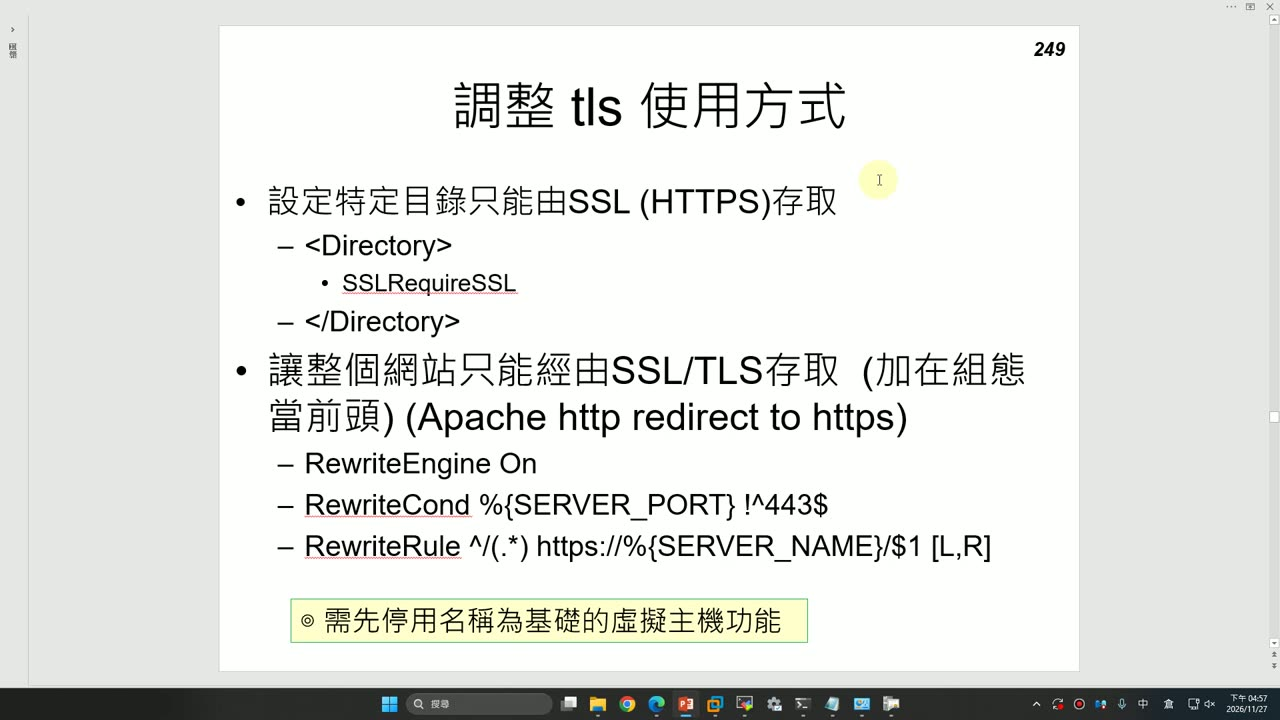 249
調整 tls 使用方式
• 設定特定目錄只能由SSL (HTTPS)存取
– <Directory>
• SSLRequireSSL
– </Directory>
• 讓整個網站只能經由SSL/TLS存取 (加在組態
當前頭) (Apache http redirect to https)
– RewriteEngine On
– RewriteCond %{SERVER_PORT} !^443$
– RewriteRule ^/(.*) https://%{SERVER_NAME}/$1 [L,R]
◎ 需先停用名稱為基礎的虛擬主機功能
搜尋
中
下午 04:57
2026/11/27